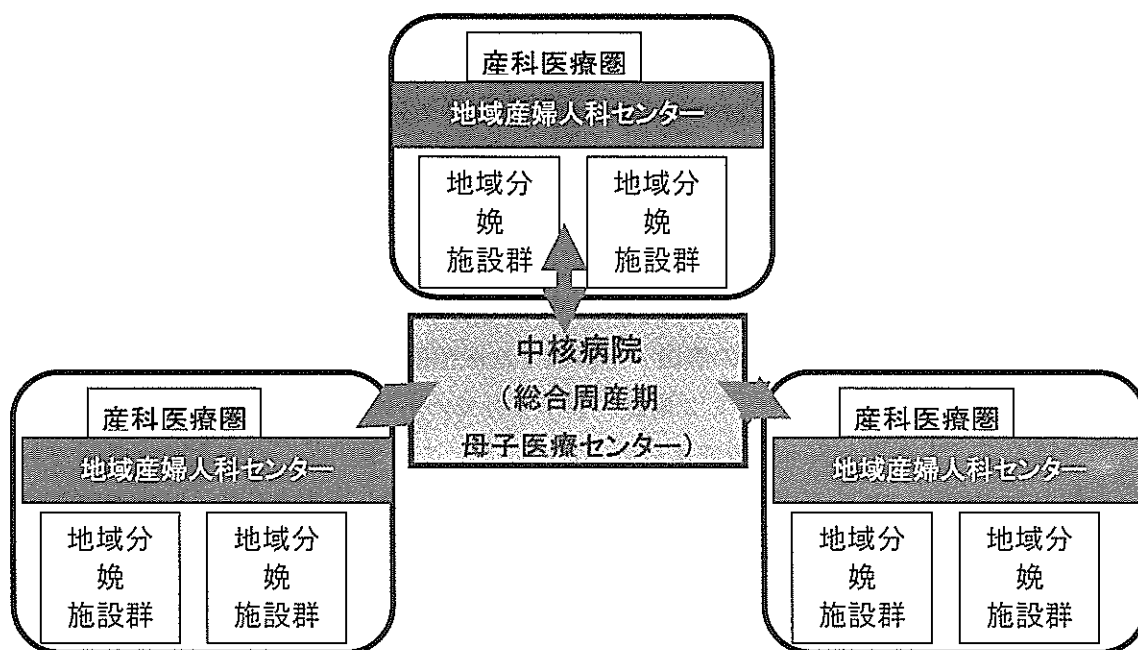 産科医療圏
地域産婦人科センター
地域分
娩
施設群
地域分
娩
施設群
中核病院
(総合周産期
母子医療センター)
産科医療圏
地域産婦人科センター
地域分
娩
施設群
地域分
娩
施設群
産科医療圏
地域産婦人科センター
地域分
娩
施設群
地域分
娩
施設群